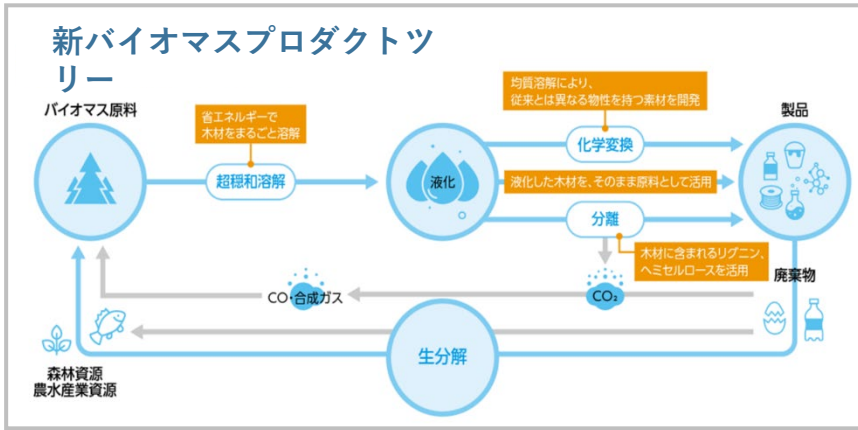 新バイオマスプロダクトツ
リー
バイオマス原料
省エネルギーで
木材をまるごと溶解
超穏和溶解
液化
均質溶解により、
従来とは異なる物性を持つ素材を開発
化学変換
液化した木材を、そのまま原料として活用
分離
木材に含まれるリグニン、
ヘミセルロースを活用
製品
廃棄物
CO₂
CO・合成ガス
生分解
森林資源
農水産業資源